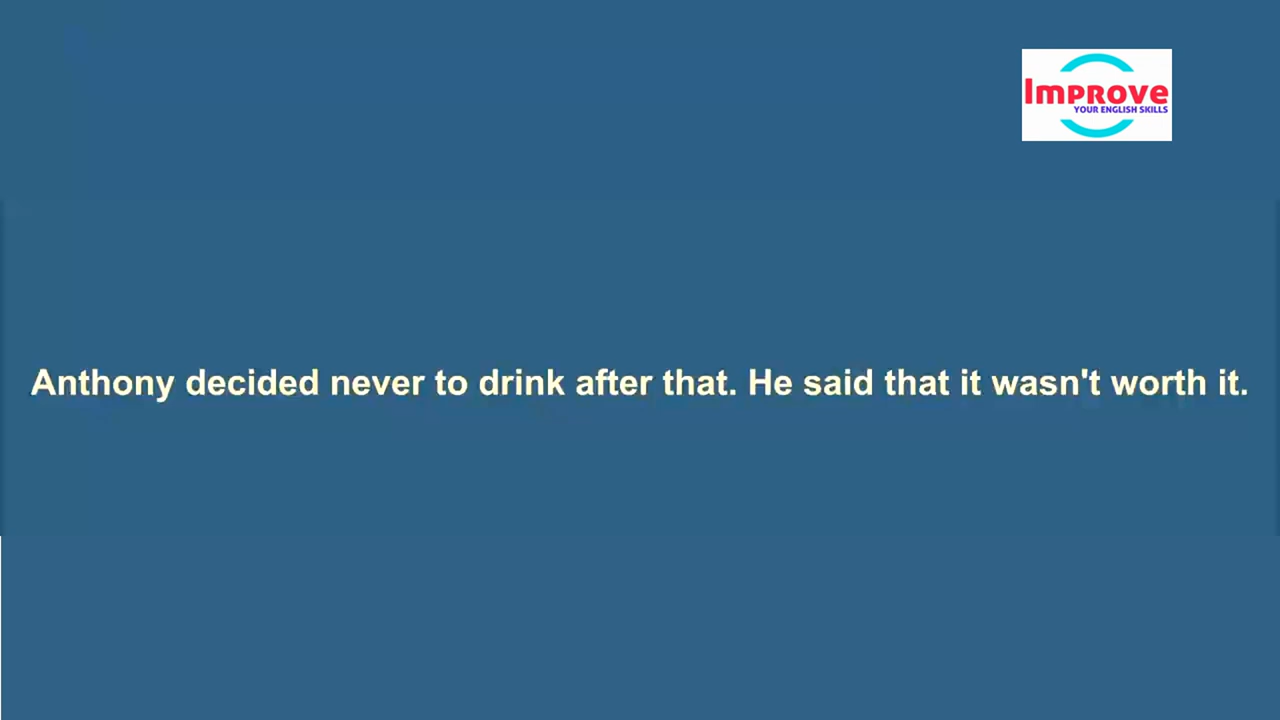 Improve
YOUR ENGLISH SKILLS
Anthony decided never to drink after that. He said that it wasn't worth it.